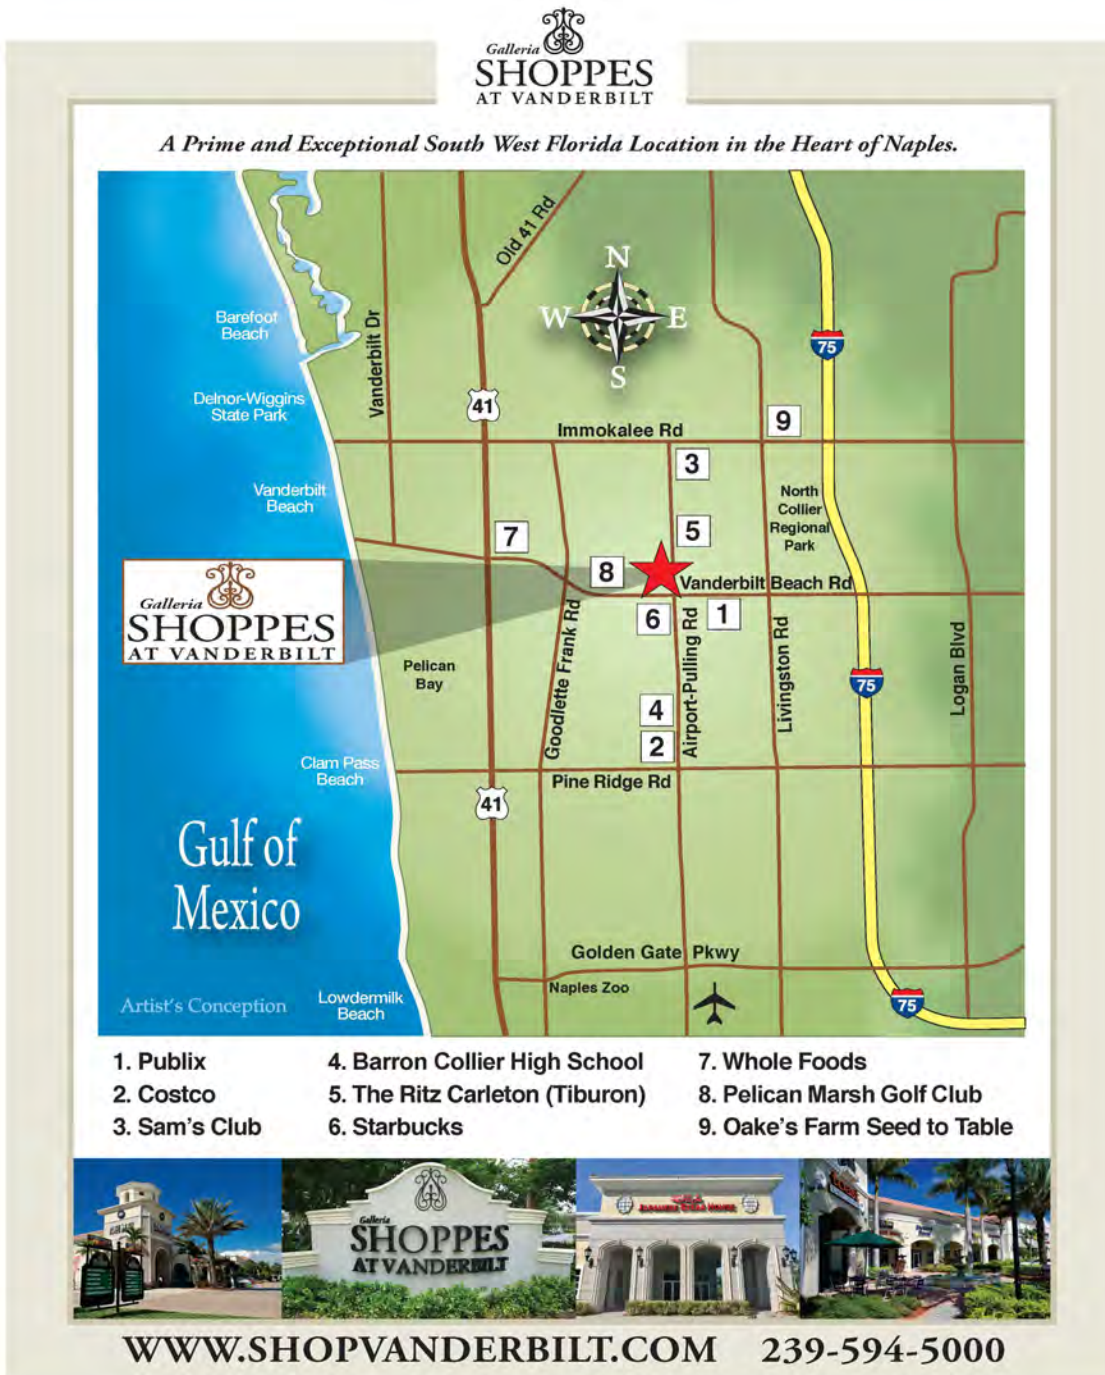 Galleria
SHOPPES
AT VANDERBILT
A Prime and Exceptional South West Florida Location in the Heart of Naples.
Old 41 Rd
N
W
E
S
Barefoot
Beach
Vanderbilt Dr
75
Delnor-Wiggins
State Park
41
Immokalee Rd
9
3
Vanderbilt
Beach
North
Collier
Regional
Park
7
5
8
Vanderbilt Beach Rd
Galleria
SHOPPES
AT VANDERBILT
6
1
Goodlette Frank Rd
Airport-Pulling Rd
Livingston Rd
Logan Blvd
Pelican
Bay
75
4
2
Clam Pass
Beach
Pine Ridge Rd
41
Gulf of
Mexico
Golden Gate Pkwy
Naples Zoo
Artist's Conception
Lowdermilk
Beach
75
1. Publix
2. Costco
3. Sam's Club
4. Barron Collier High School
5. The Ritz Carleton (Tiburon)
6. Starbucks
7. Whole Foods
8. Pelican Marsh Golf Club
9. Oake's Farm Seed to Table
Galleria
SHOPPES
AT VANDERBILT
JAPANESE STEAK HOUSE
WWW.SHOPVANDERBILT.COM 239-594-5000